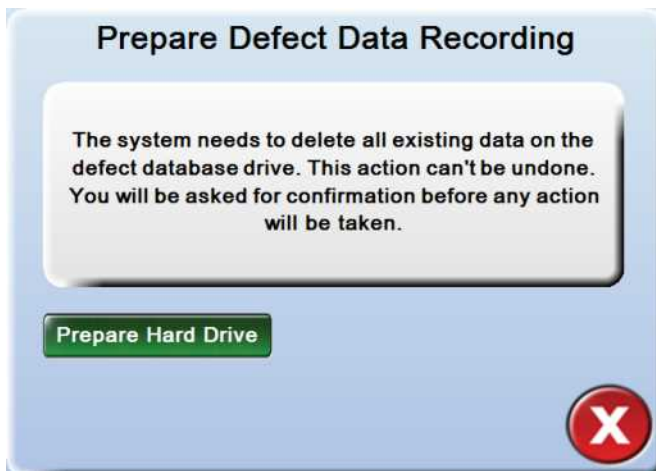 Prepare Defect Data Recording
The system needs to delete all existing data on the
defect database drive. This action can't be undone.
You will be asked for confirmation before any action
will be taken.
Prepare Hard Drive
X